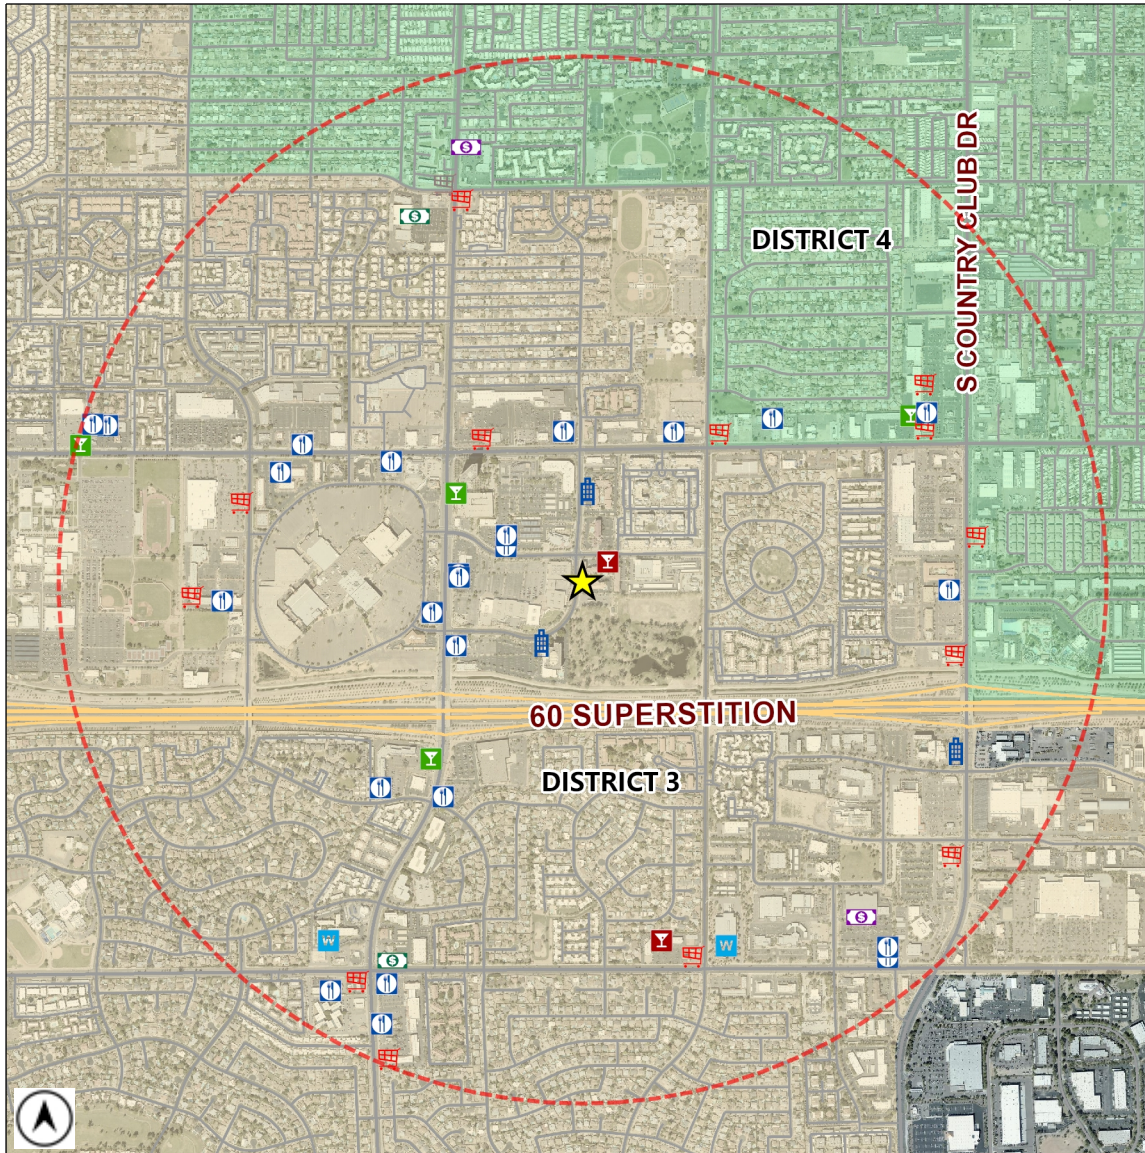 S COUNTRY CLUB DR
DISTRICT 4
60 SUPERSTITION
DISTRICT 3
$
$
W
$
$
W